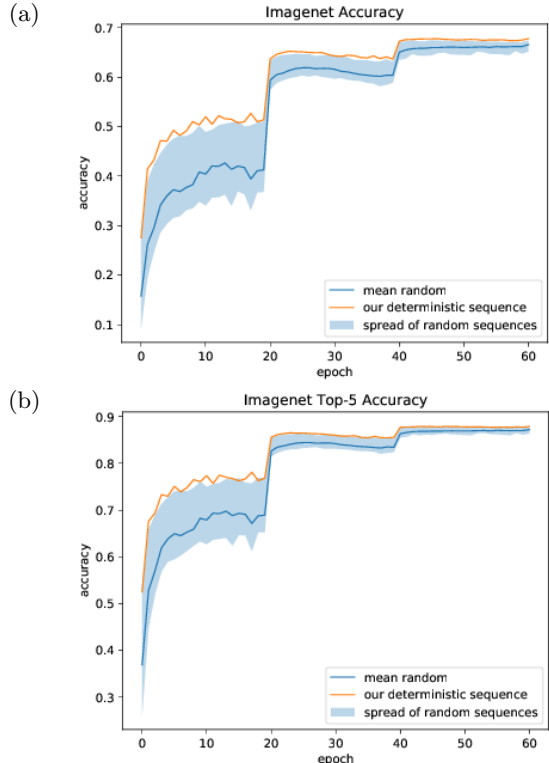 (a)
Imagenet Accuracy
0.7
0.6
0.5
0.4
0.3
0.2
0.1
accuracy
mean random
our deterministic sequence
spread of random sequences
0 10 20 30 40 50 60
epoch
(b)
Imagenet Top-5 Accuracy
0.9
0.8
0.7
0.6
0.5
0.4
0.3
accuracy
mean random
our deterministic sequence
spread of random sequences
0 10 20 30 40 50 60
epoch